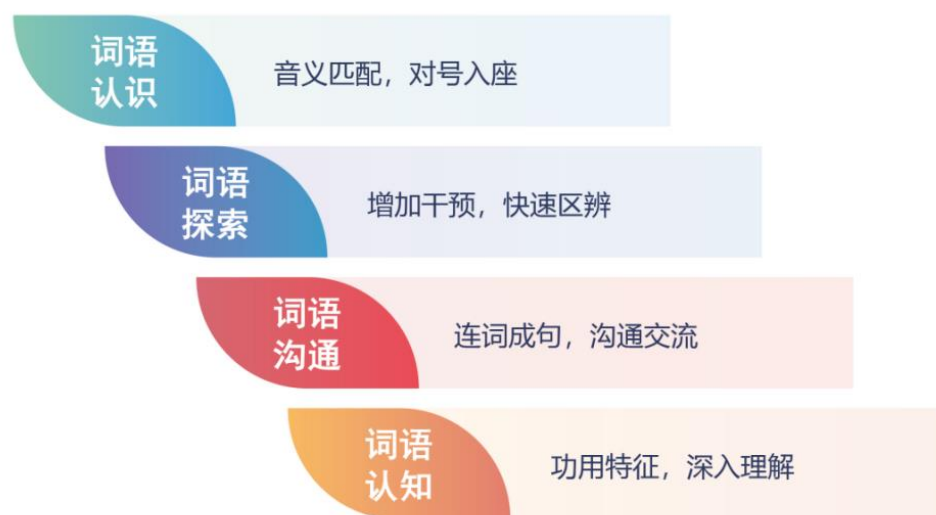 词语
认识
音义匹配，对号入座
词语
探索
增加干预，快速区辨
词语
沟通
连词成句，沟通交流
词语
认知
功用特征，深入理解